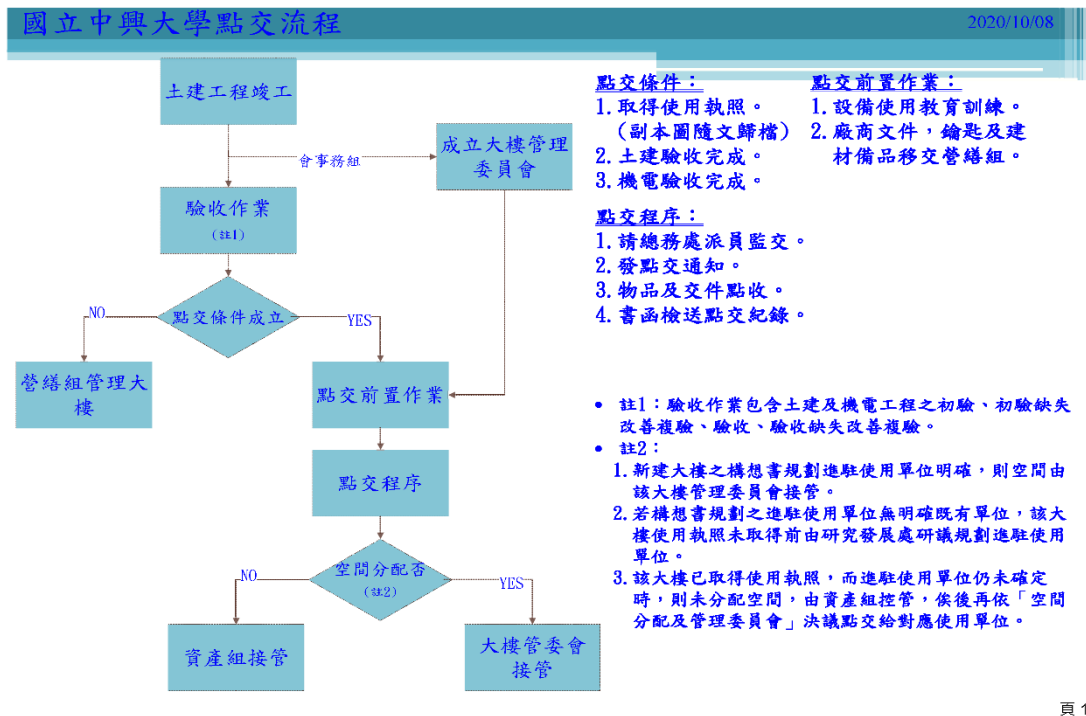 國立中興大學點交流程
2020/10/08
土建工程竣工
會事務組
成立大樓管理
委員會
驗收作業
(註1)
點交條件成立
NO
YES
營繕組管理大
樓
點交前置作業
點交程序
空間分配否
(註2)
NO
YES
資產組接管
大樓管委會
接管
點交條件：
1.取得使用執照。
(副本圖隨文歸檔)
2.土建驗收完成。
3.機電驗收完成。
點交前置作業：
1.設備使用教育訓練。
2.廠商文件，鑰匙及建
材備品移交營繕組。
點交程序：
1.請總務處派員監交。
2.發點交通知。
3.物品及交件點收。
4.書函檢送點交紀錄。
• 註1：驗收作業包含土建及機電工程之初驗、初驗缺失
改善複驗、驗收、驗收缺失改善複驗。
• 註2：
1.新建大樓之構想書規劃進駐使用單位明確，則空間由
該大樓管理委員會接管。
2.若構想書規劃之進駐使用單位無明確既有單位，該大
樓使用執照未取得前由研究發展處研議規劃進駐使用
單位。
3.該大樓已取得使用執照，而進駐使用單位仍未確定
時，則未分配空間，由資產組控管，俟後再依「空間
分配及管理委員會」決議點交給對應使用單位。
頁